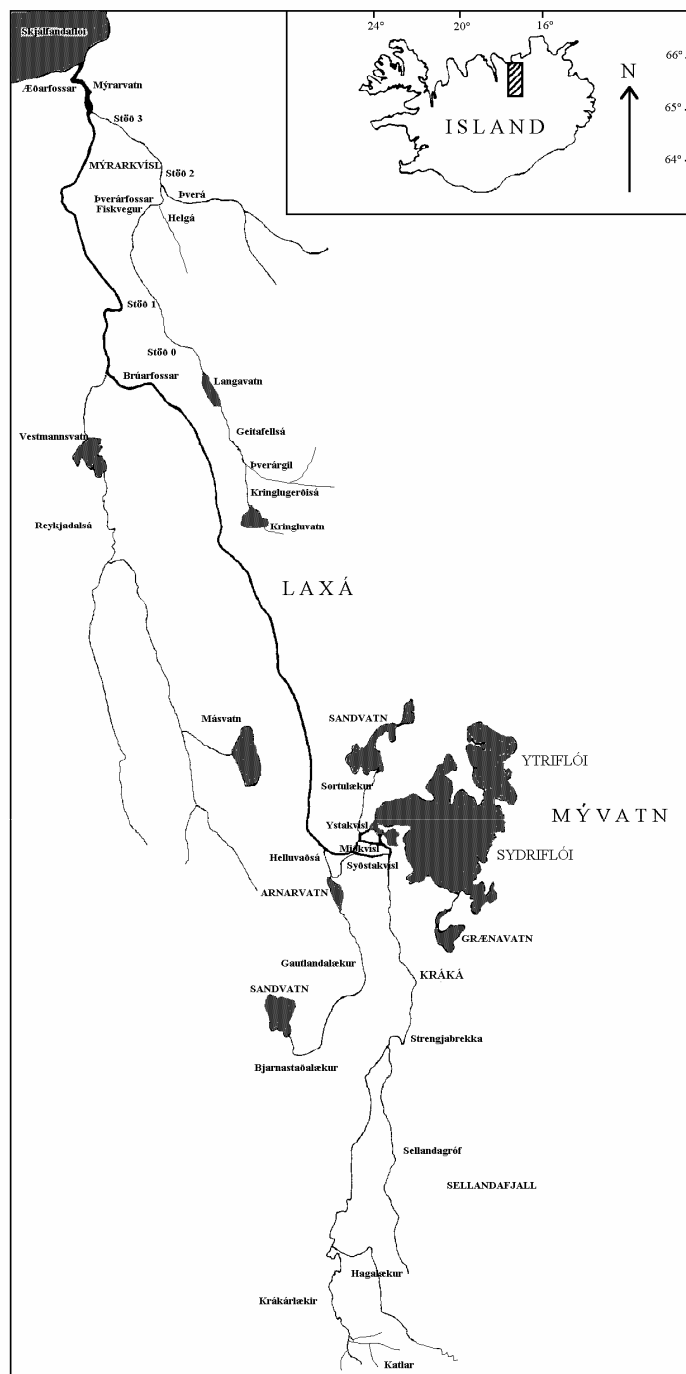 Skjálfandaflói
24° 20° 16°
66°
65°
64°
N
ISLAND
Æðarfossar
Mýrarvatn
Stöð 3
MÝRARKVÍSL
Stöð 2
Þverárfossar
Fiskvegur
Þverá
Helgá
Stöð 1
Stöð 0
Brúarfossar
Langavatn
Vestmannsvatn
Geitafellsá
Þverárgil
Kringlugerðisá
Kringluvatn
Reykjadalsá
LAXÁ
Másvatn
SANDVATN
YTRIFLÓI
Sortulækur
MÝVATN
Ystakvísl
Miðkvísl
SYDRIFLÓI
Helluvaðsá
Syðstakvísl
ARNARVATN
GRÆNAVATN
Gautlandalækur
KRÁKÁ
SANDVATN
Strengjabrekka
Bjarnastaðalækur
Sellandagróf
SELLANDAFJALL
Hagalækur
Krákárlækir
Katlar